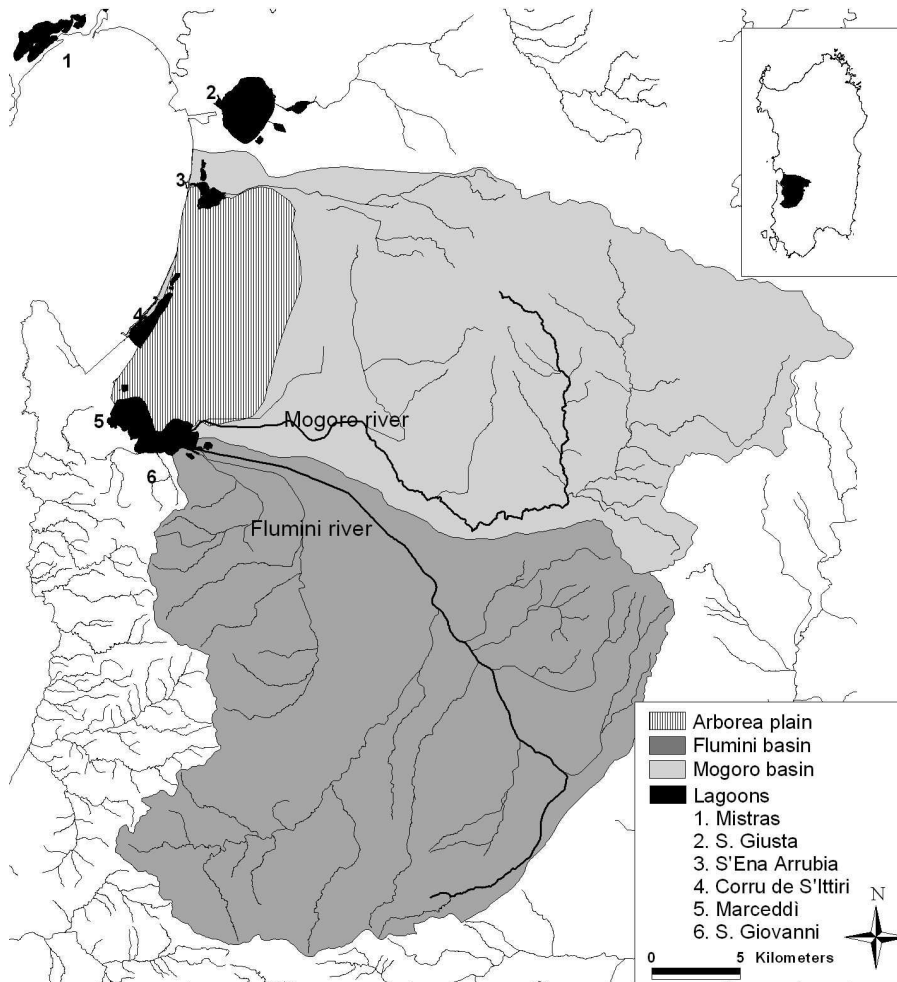 1
2
3
4
5
Mogoro river
6
Flumini river
Arborea plain
Flumini basin
Mogoro basin
Lagoons
1. Mistras
2. S. Giusta
3. S'Ena Arrubia
4. Corru de S'Ittiri
5. Marceddì
6. S. Giovanni
N
0 5 Kilometers